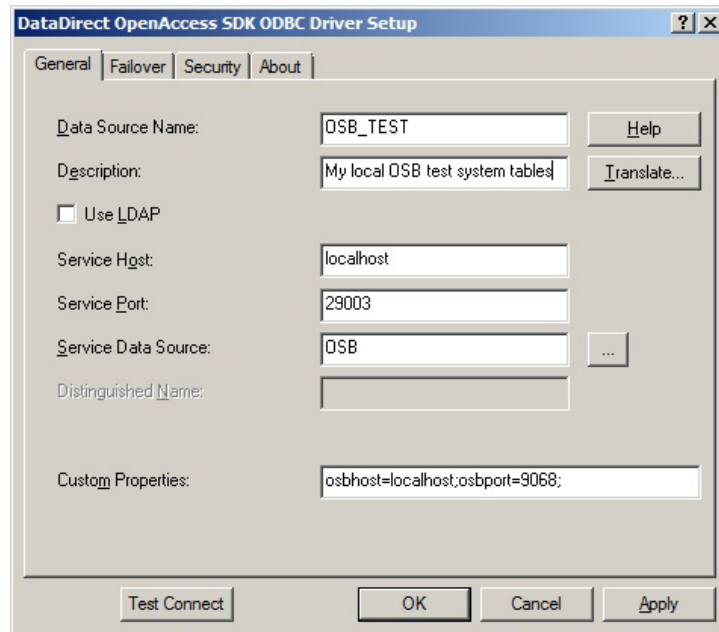 DataDirect OpenAccess SDK ODBC Driver Setup
General Failover Security About
Data Source Name: OSB_TEST Help
Description: My local OSB test system tables Translate...
Use LDAP
Service Host: localhost
Service Port: 29003
Service Data Source: OSB ...
Distinguished Name:
Custom Properties: osbhost=localhost;osbport=9068;
Test Connect OK Cancel Apply